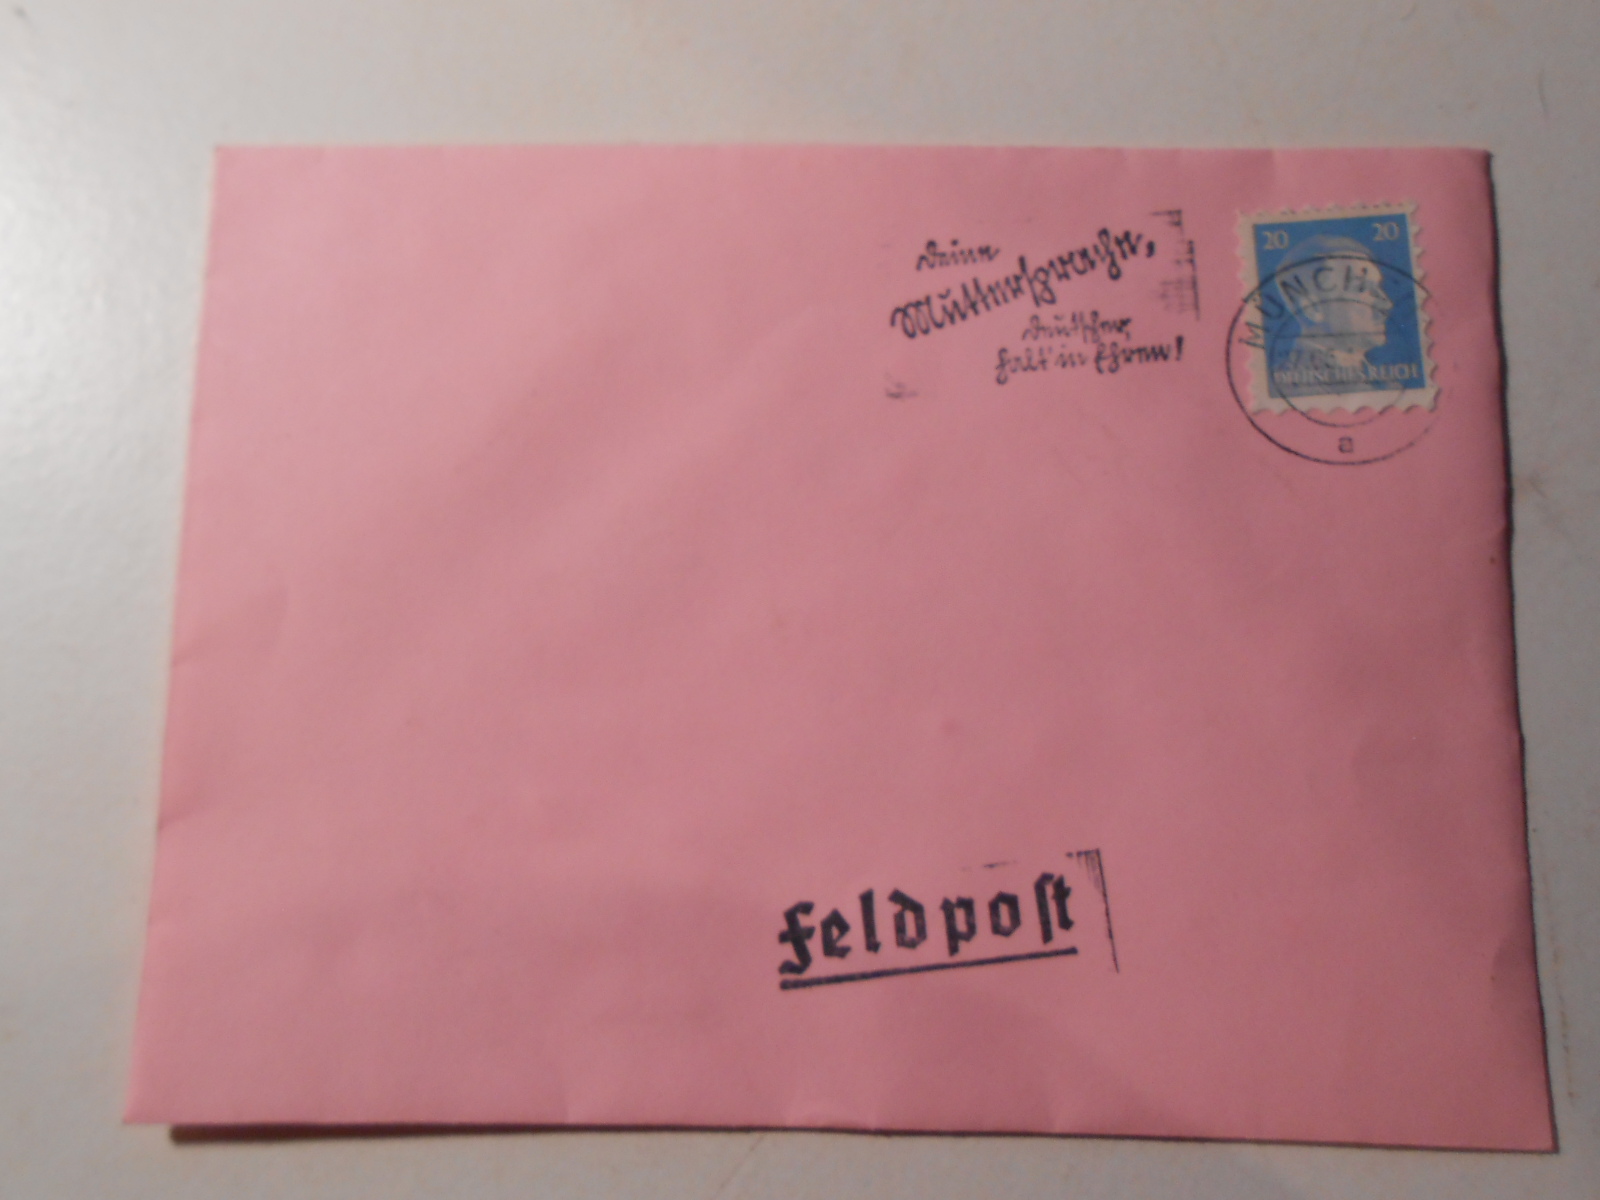 Deine
Muttersprache,
Deutscher,
halt' in Ehren!
20 20
MÜNCH
DEUTSCHES REICH
a
Feldpost